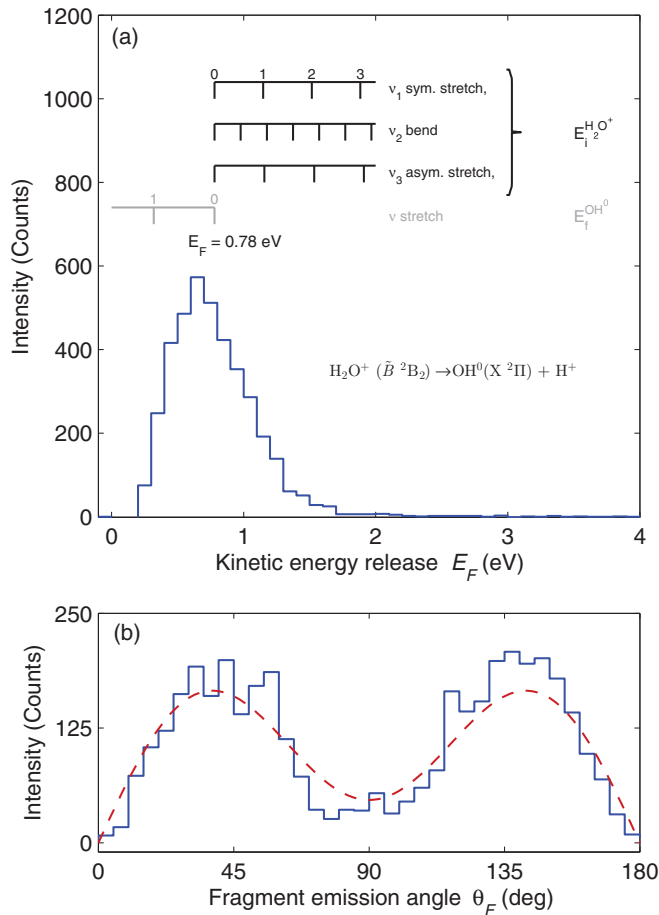 (a)
1200
1000
800
600
400
200
0
Intensity (Counts)
0 1 2 3
ν₁ sym. stretch,
ν₂ bend
ν₃ asym. stretch,
E_i^{H₂O⁺}
1 0
ν stretch
E_f^{OH⁰}
E_F = 0.78 eV
H₂O⁺ (B̃ ²B₂) →OH⁰(X ²Π) + H⁺
0 1 2 3 4
Kinetic energy release E_F (eV)
(b)
250
125
0
Intensity (Counts)
0 45 90 135 180
Fragment emission angle θ_F (deg)